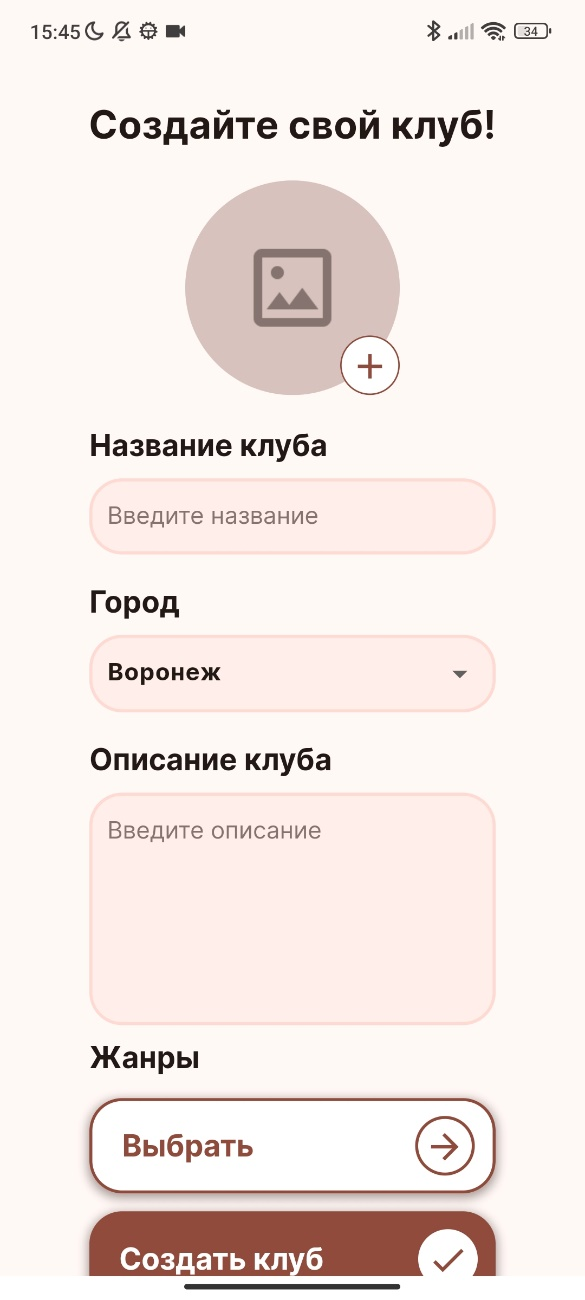 15:45
34
Создайте свой клуб!
Название клуба
Введите название
Город
Воронеж
Описание клуба
Введите описание
Жанры
Выбрать
Создать клуб